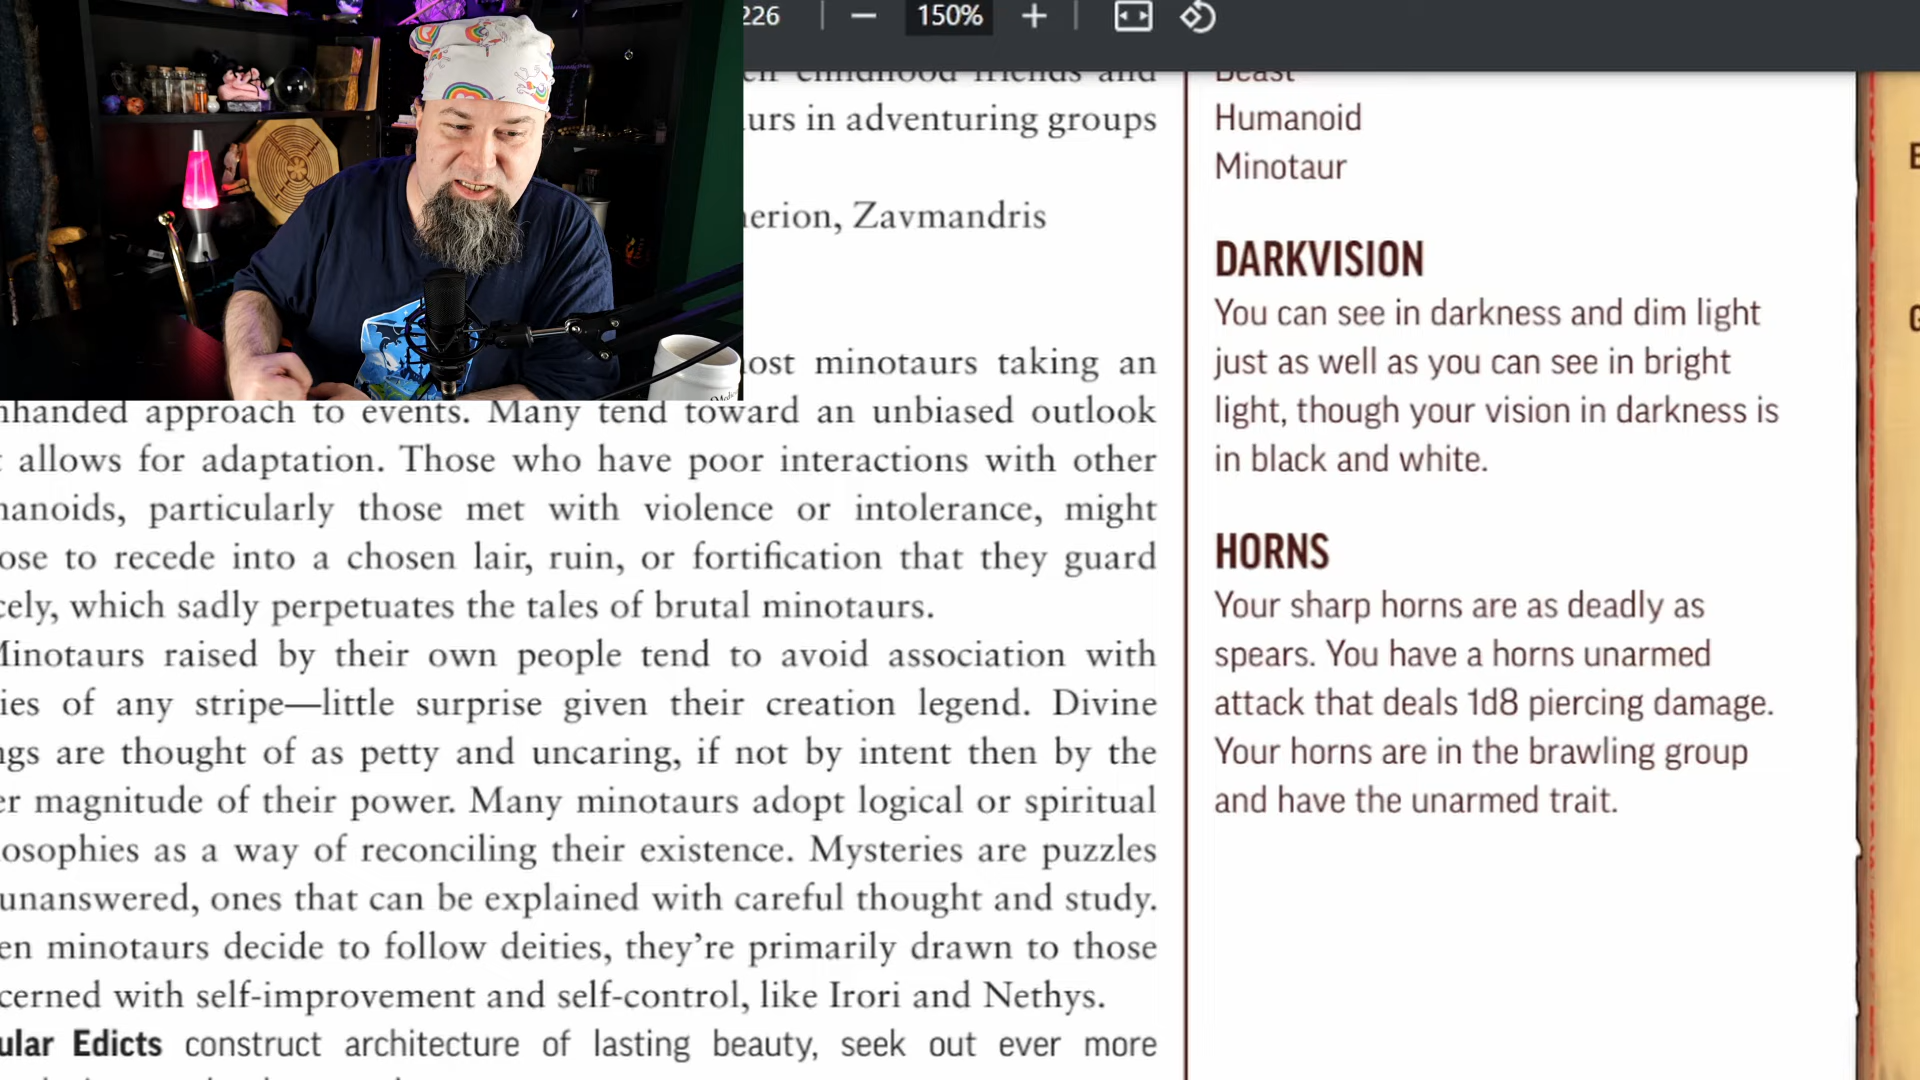 226
150%
childhood friends and
urs in adventuring groups
erion, Zavmandris
ost minotaurs taking an
nhanded approach to events. Many tend toward an unbiased outlook
t allows for adaptation. Those who have poor interactions with other
nanoids, particularly those met with violence or intolerance, might
ose to recede into a chosen lair, ruin, or fortification that they guard
cely, which sadly perpetuates the tales of brutal minotaurs.
Minotaurs raised by their own people tend to avoid association with
ies of any stripe—little surprise given their creation legend. Divine
ngs are thought of as petty and uncaring, if not by intent then by the
er magnitude of their power. Many minotaurs adopt logical or spiritual
osophies as a way of reconciling their existence. Mysteries are puzzles
unanswered, ones that can be explained with careful thought and study.
en minotaurs decide to follow deities, they're primarily drawn to those
cerned with self-improvement and self-control, like Irori and Nethys.
ular Edicts construct architecture of lasting beauty, seek out ever more
Beast
Humanoid
Minotaur
DARKVISION
You can see in darkness and dim light
just as well as you can see in bright
light, though your vision in darkness is
in black and white.
HORNS
Your sharp horns are as deadly as
spears. You have a horns unarmed
attack that deals 1d8 piercing damage.
Your horns are in the brawling group
and have the unarmed trait.